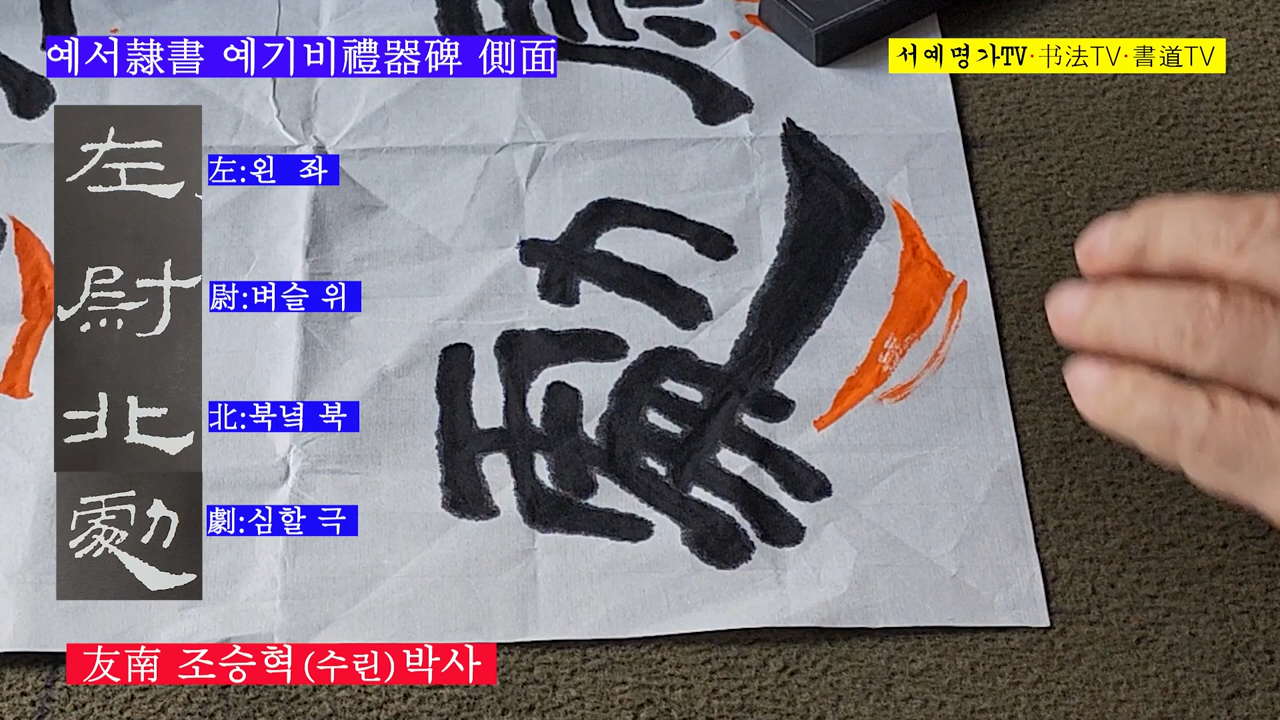 예서隷書 예기비禮器碑 側面
서예명가TV·书法TV·書道TV
左
左:왼 좌
尉
尉:벼슬 위
北
北:북녘 북
劇:심할 극
友南 조승혁(수린)박사